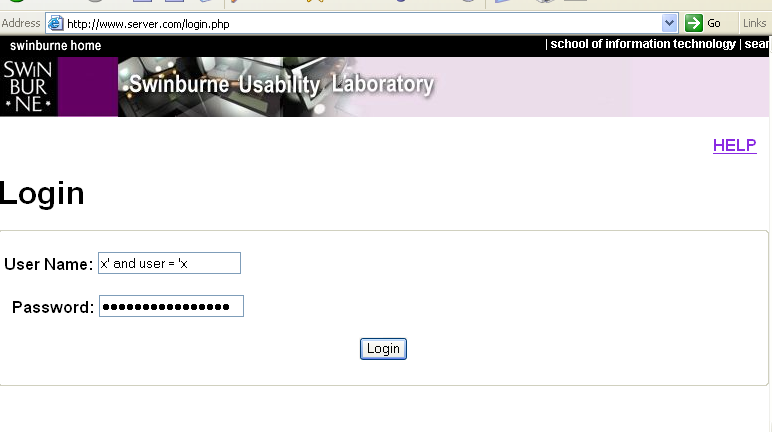 Address http://www.server.com/login.php Go Links
swinburne home | school of information technology | sear
SWIN
BUR
NE
Swinburne Usability Laboratory
HELP
Login
User Name: x' and user = 'x
Password: ••••••••••••••••
Login